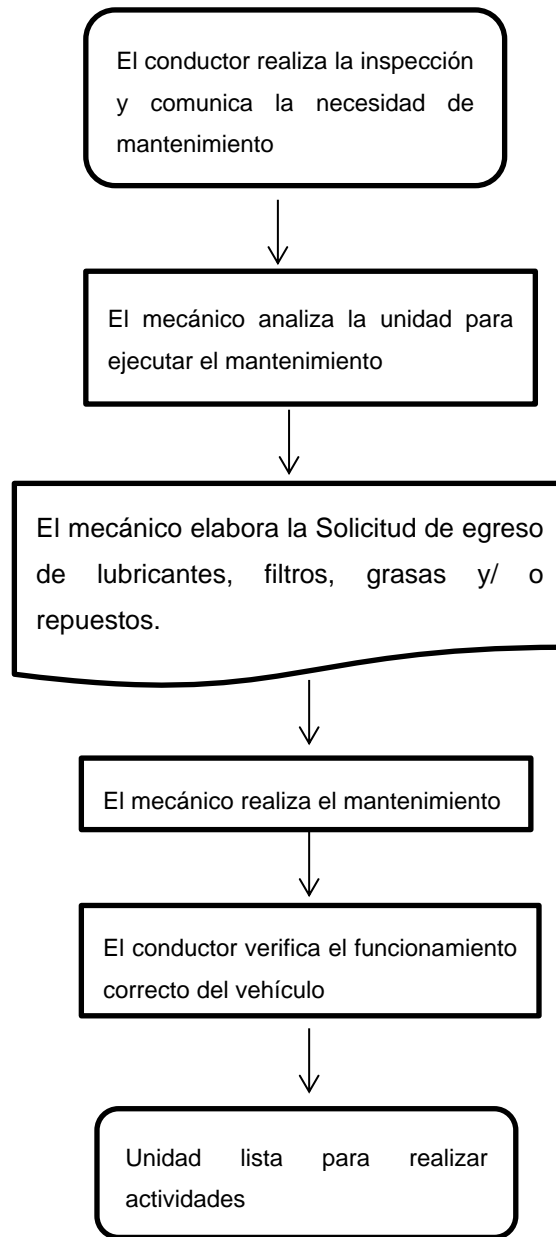 El conductor realiza la inspección
y comunica la necesidad de
mantenimiento
El mecánico analiza la unidad para
ejecutar el mantenimiento
El mecánico elabora la Solicitud de egreso
de lubricantes, filtros, grasas y/ o
repuestos.
El mecánico realiza el mantenimiento
El conductor verifica el funcionamiento
correcto del vehículo
Unidad lista para realizar
actividades